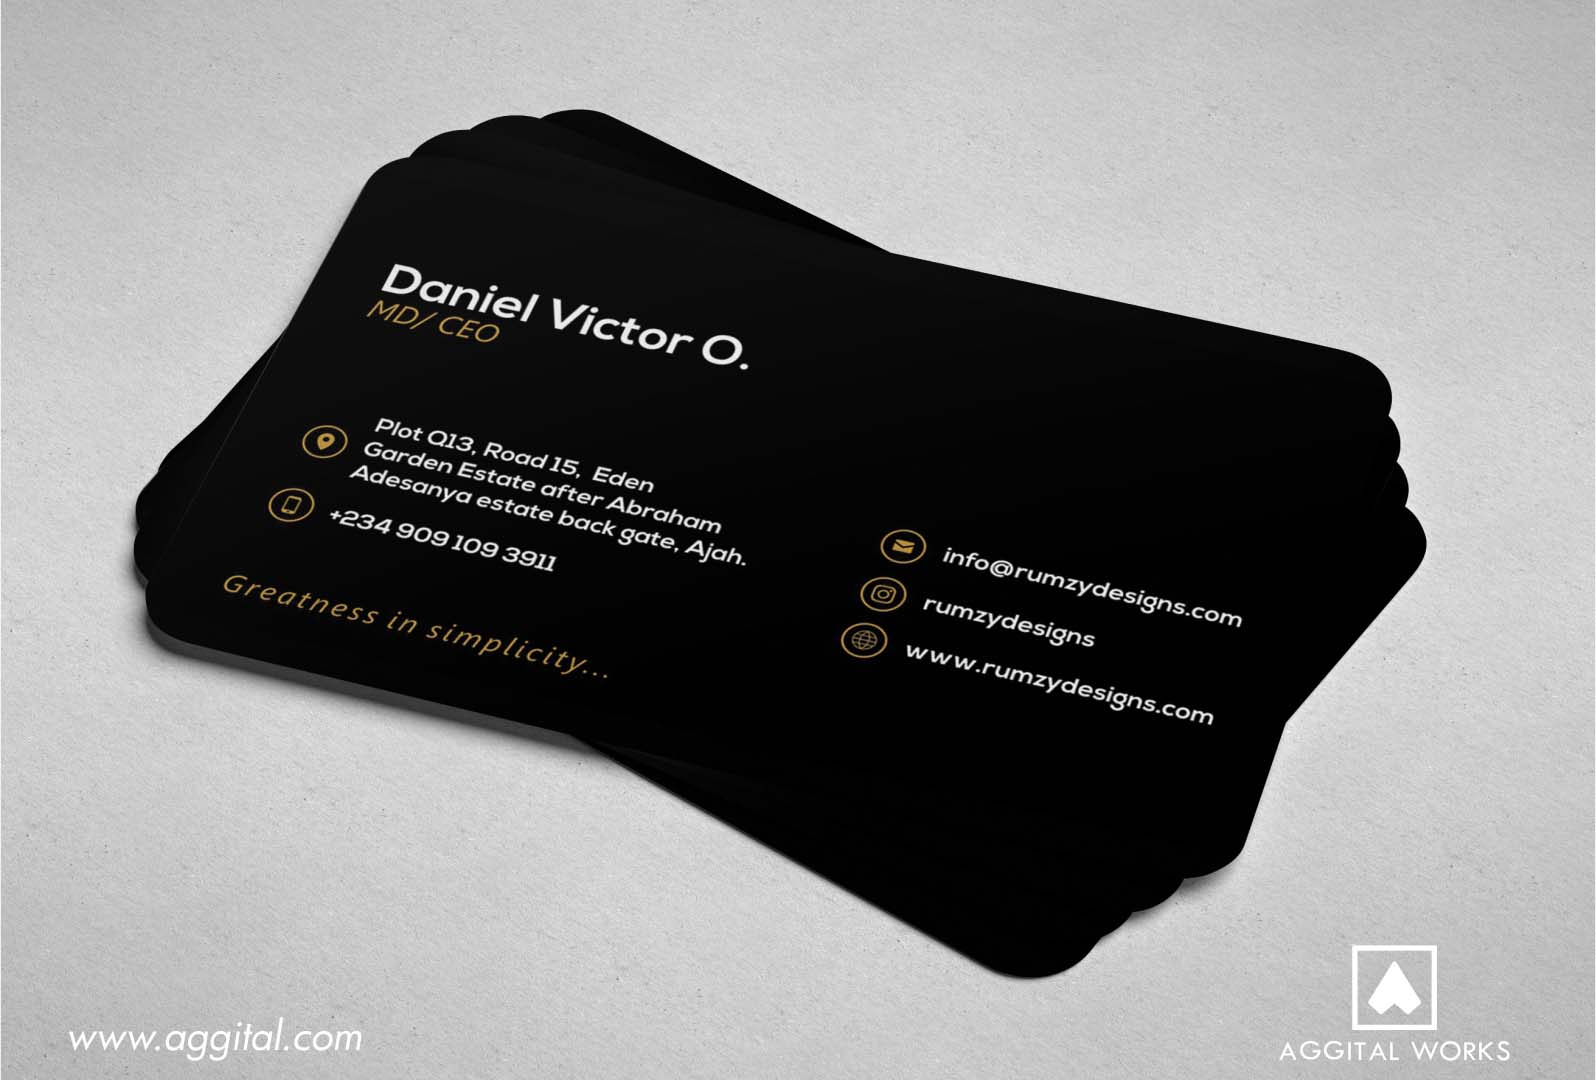 Daniel Victor O.
MD/ CEO
Plot Q13, Road 15, Eden
Garden Estate after Abraham
Adesanya estate back gate, Ajah.
+234 909 109 3911
Greatness in simplicity...
info@rumzydesigns.com
rumzydesigns
www.rumzydesigns.com
www.aggital.com
AGGITAL WORKS